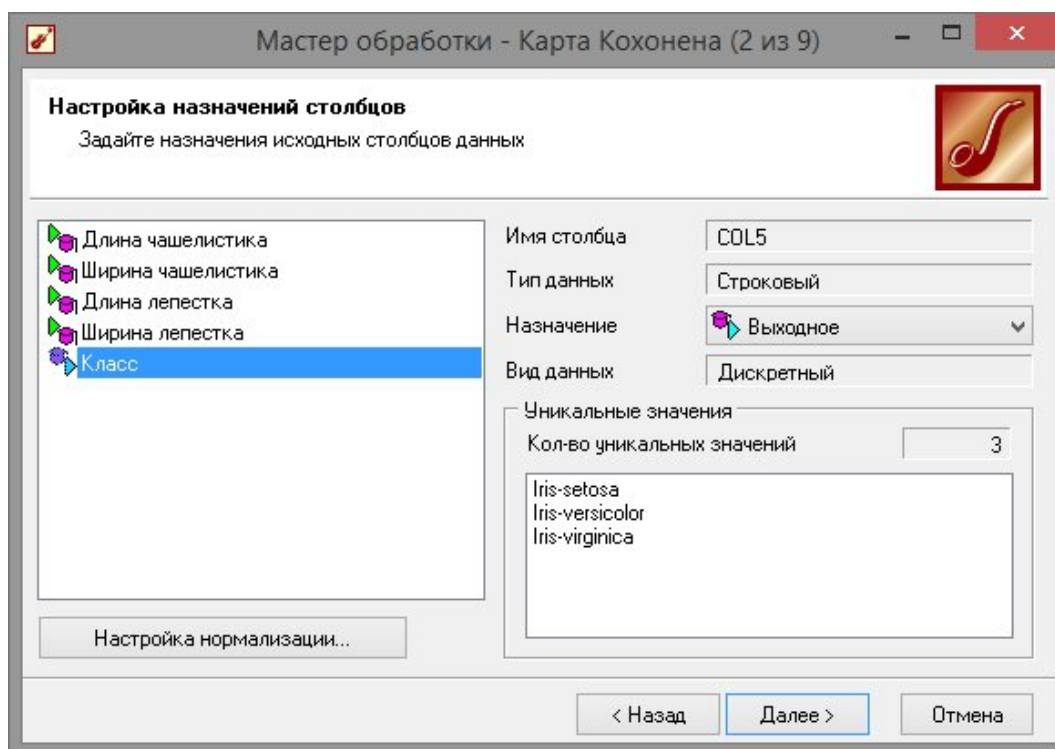 Мастер обработки - Карта Кохонена (2 из 9)
Настройка назначений столбцов
Задайте назначения исходных столбцов данных
Длина чашелистика
Ширина чашелистика
Длина лепестка
Ширина лепестка
Класс
Настройка нормализации...
Имя столбца COL5
Тип данных Строковый
Назначение Выходное
Вид данных Дискретный
Уникальные значения
Кол-во уникальных значений 3
Iris-setosa
Iris-versicolor
Iris-virginica
< Назад Далее > Отмена